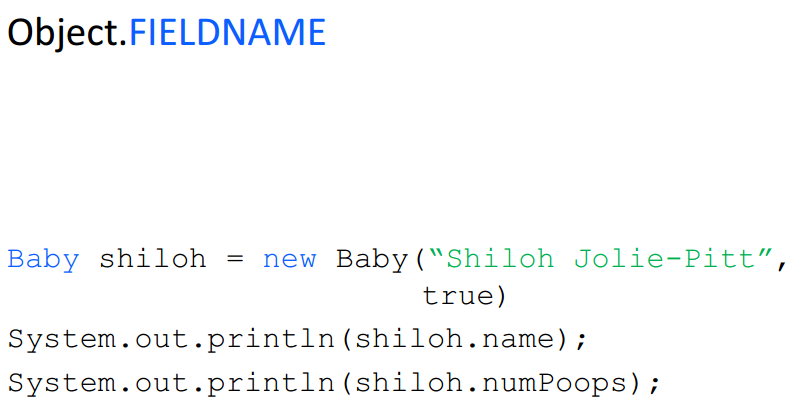 Object.FIELDNAME
Baby shiloh = new Baby(“Shiloh Jolie-Pitt”,
true)
System.out.println(shiloh.name);
System.out.println(shiloh.numPoops);